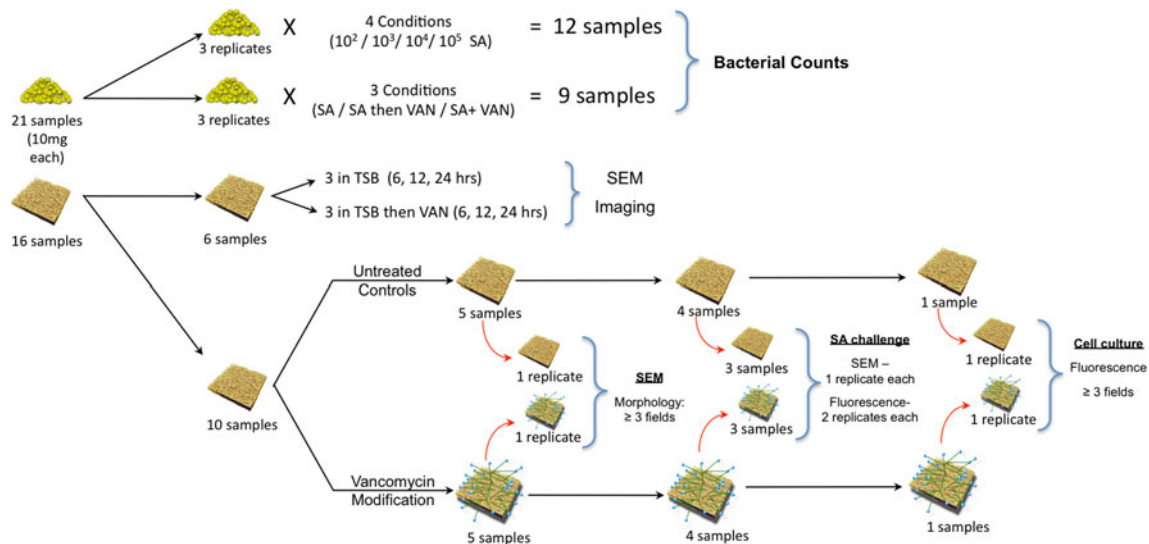 3 replicates
X
4 Conditions
(10² / 10³/ 10⁴/ 10⁵ SA)
= 12 samples
Bacterial Counts
21 samples
(10mg
each)
3 replicates
X
3 Conditions
(SA / SA then VAN / SA+ VAN)
= 9 samples
16 samples
6 samples
3 in TSB (6, 12, 24 hrs)
3 in TSB then VAN (6, 12, 24 hrs)
SEM
Imaging
10 samples
Untreated
Controls
5 samples
4 samples
1 sample
1 replicate
1 replicate
SEM
Morphology:
≥ 3 fields
3 samples
3 samples
SA challenge
SEM –
1 replicate each
Fluorescence-
2 replicates each
1 replicate
1 replicate
Cell culture
Fluorescence
≥ 3 fields
Vancomycin
Modification
5 samples
4 samples
1 samples